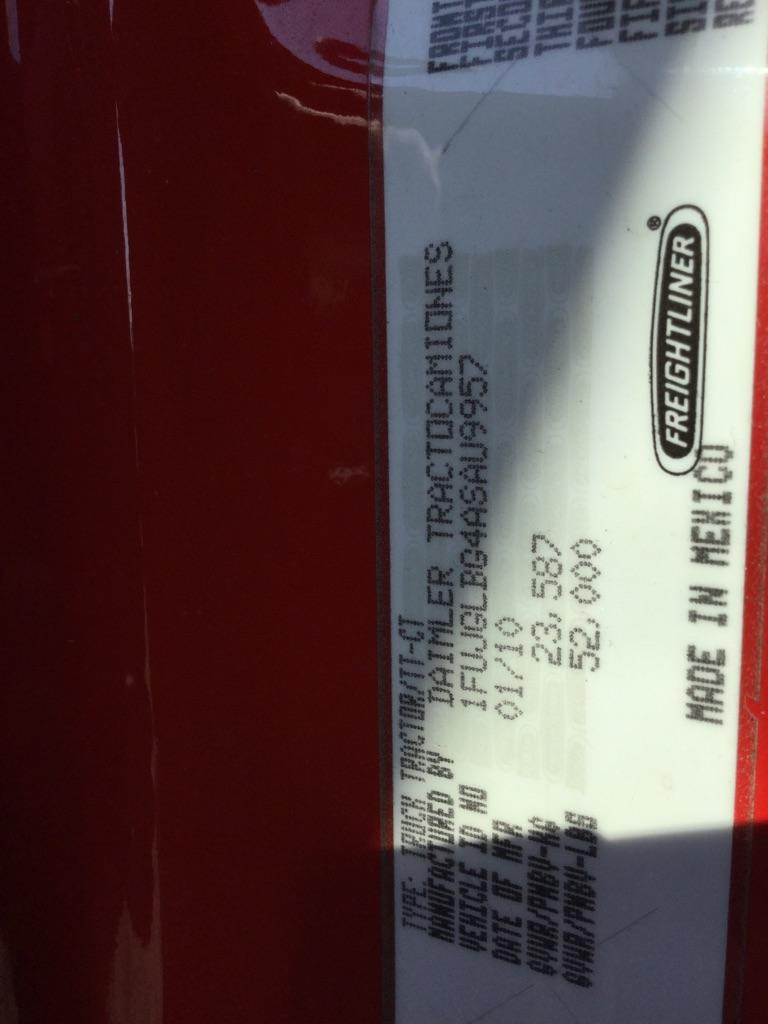 TYPE: TRUCK TRACTOR/TT-CT
MANUFACTURED BY DAIMLER TRACTOCAMIONES
VEHICLE ID NO 1FUJGLBG4ASAU9957
DATE OF MFR 01/10
GVWR/PNBV-KG 23,587
GVWR/PNBV-LBS 52,000
FREIGHTLINER®
MADE IN MEXICO